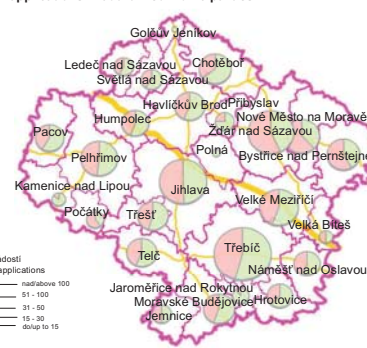 Golčův Jeníkov
Ledeč nad Sázavou
Chotěboř
Světlá nad Sázavou
Havlíčkův Brod
Přibyslav
Humpolec
Nové Město na Moravě
Pacov
Žďár nad Sázavou
Polná
Pelhřimov
Bystřice nad Pernštejne
Kamenice nad Lipou
Jihlava
Velké Meziříčí
Počátky
Třešť
Velká Bíteš
Telč
Třebíč
Náměšť nad Oslavou
Jaroměřice nad Rokytnou
Moravské Budějovice
Hrotovice
Jemnice
dostí
applications
nad/above 100
51 - 100
31 - 50
15 - 30
do/up to 15